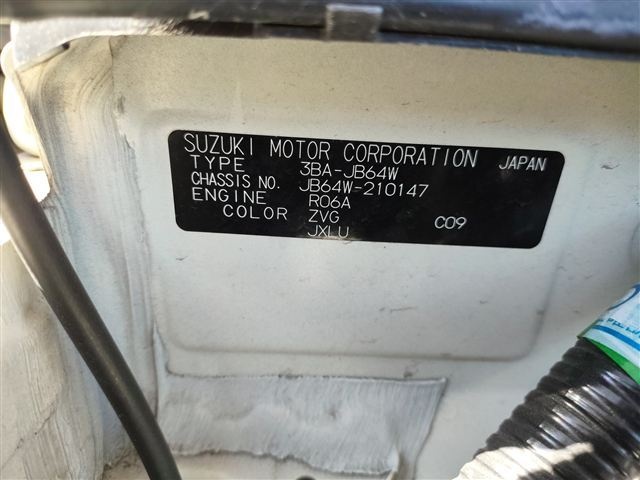 SUZUKI MOTOR CORPORATION JAPAN
TYPE 3BA-JB64W
CHASSIS NO. JB64W-210147
ENGINE R06A
COLOR ZVG C09
JXLU